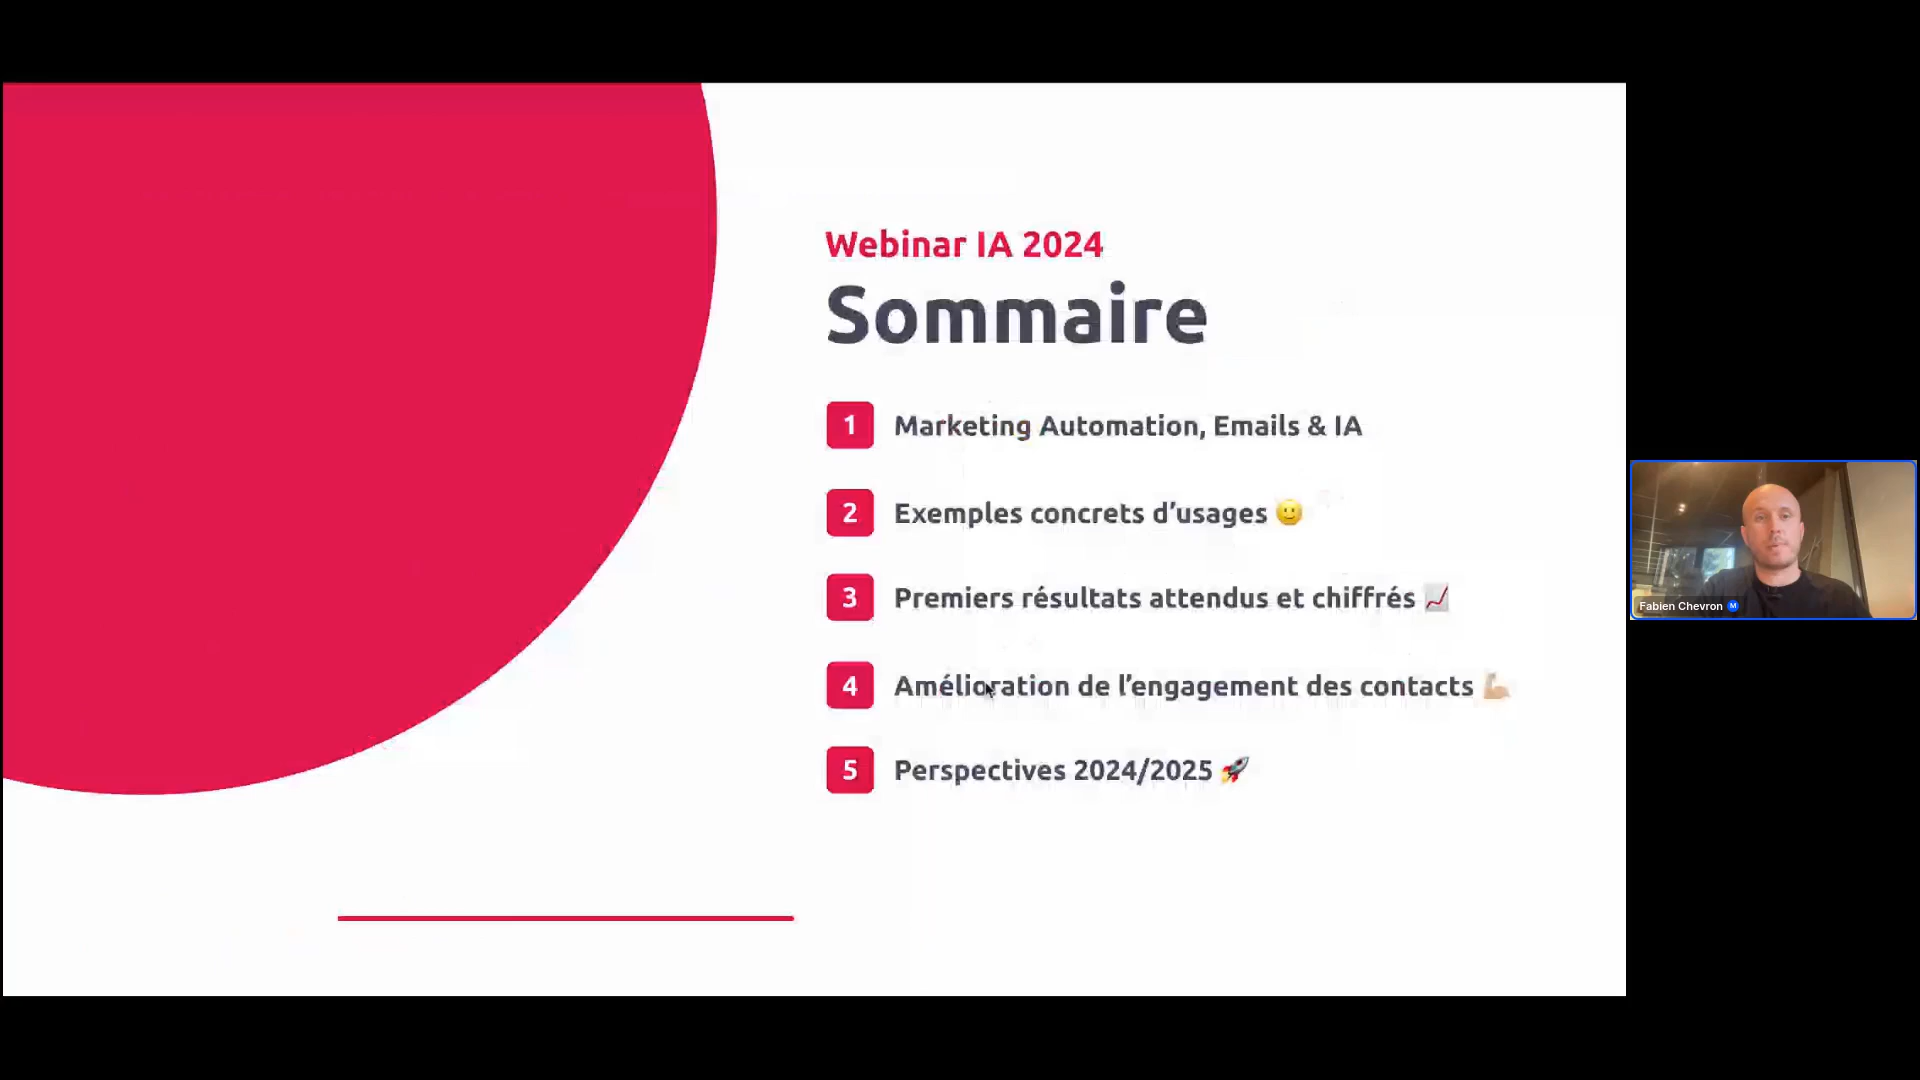 Webinar IA 2024
Sommaire
1 Marketing Automation, Emails & IA
2 Exemples concrets d’usages 🙂
3 Premiers résultats attendus et chiffrés 📈
4 Amélioration de l’engagement des contacts 💪🏼
5 Perspectives 2024/2025 🚀
Fabien Chevron M